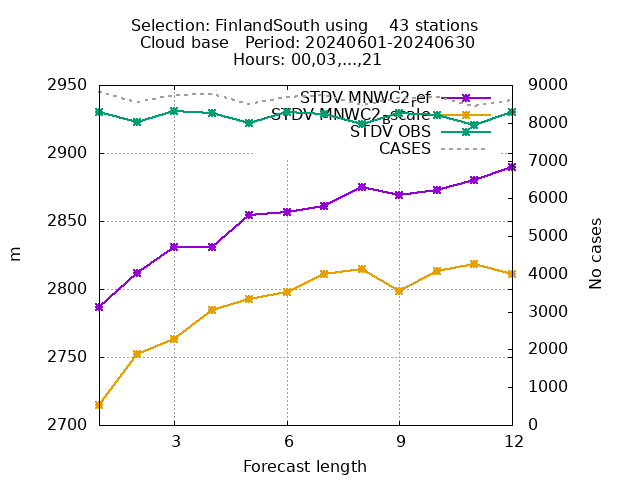 Selection: FinlandSouth using    43 stations
Cloud base   Period: 20240601-20240630
Hours: 00,03,...,21
2950
2900
2850
2800
2750
2700
9000
8000
7000
6000
5000
4000
3000
2000
1000
0
3
6
9
12
m
No cases
Forecast length
STDV MNWC2_ref
STDV MNWC2_Bscale
STDV OBS
CASES